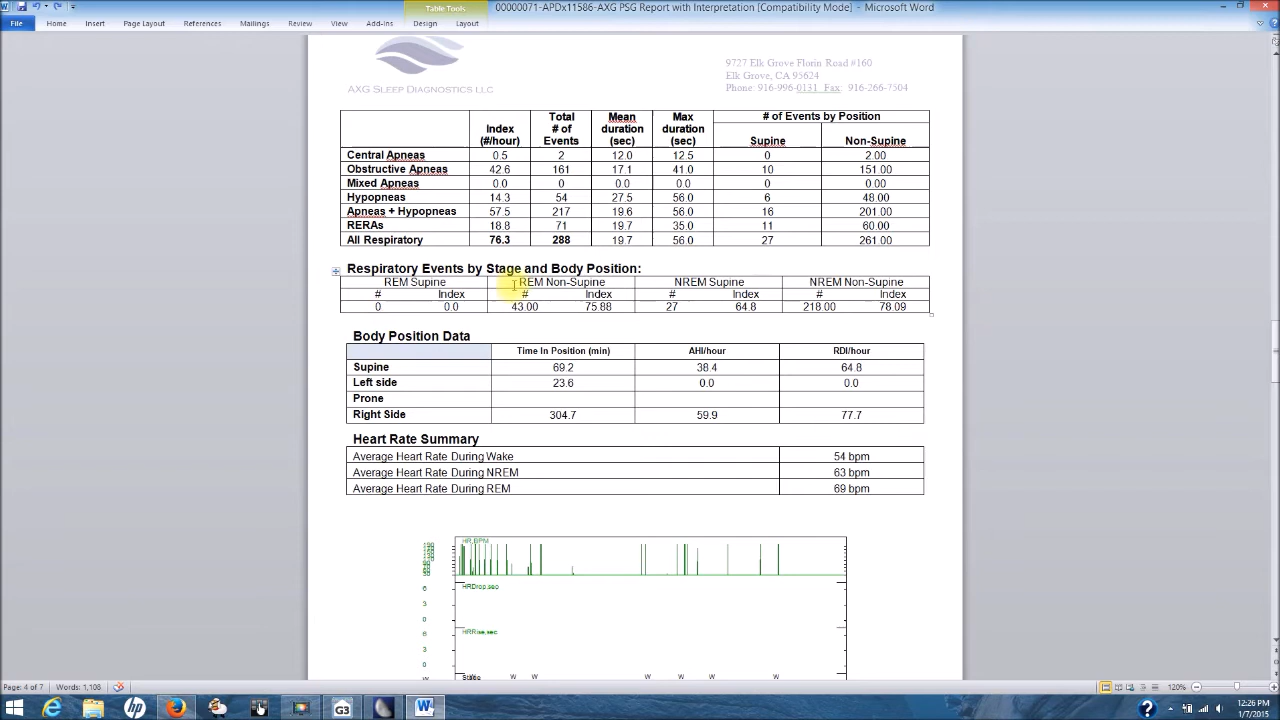 00000071-APDx11586-AXG PSG Report with Interpretation [Compatibility Mode] - Microsoft Word
Table Tools
File Home Insert Page Layout References Mailings Review View Add-Ins Design Layout
AXG SLEEP DIAGNOSTICS LLC
9727 Elk Grove Florin Road #160
Elk Grove, CA 95624
Phone: 916-996-0131 Fax: 916-266-7504
Index (#/hour) Total # of Events Mean duration (sec) Max duration (sec) # of Events by Position
Supine Non-Supine
Central Apneas 0.5 2 12.0 12.5 0 2.00
Obstructive Apneas 42.6 161 17.1 41.0 10 151.00
Mixed Apneas 0.0 0 0.0 0.0 0 0.00
Hypopneas 14.3 54 27.5 56.0 6 48.00
Apneas + Hypopneas 57.5 217 19.6 56.0 16 201.00
RERAs 18.8 71 19.7 35.0 11 60.00
All Respiratory 76.3 288 19.7 56.0 27 261.00
Respiratory Events by Stage and Body Position:
REM Supine REM Non-Supine NREM Supine NREM Non-Supine
# Index # Index # Index # Index
0 0.0 43.00 75.88 27 64.8 218.00 78.09
Body Position Data
Time In Position (min) AHI/hour RDI/hour
Supine 69.2 38.4 64.8
Left side 23.6 0.0 0.0
Prone
Right Side 304.7 59.9 77.7
Heart Rate Summary
Average Heart Rate During Wake 54 bpm
Average Heart Rate During NREM 63 bpm
Average Heart Rate During REM 69 bpm
HR,BPM
HRDrop,sec
6
3
0
HRRise,sec
6
3
0
W W W W W W
Page: 4 of 7 Words: 1,108 120%
G3
12:26 PM
1/7/2015